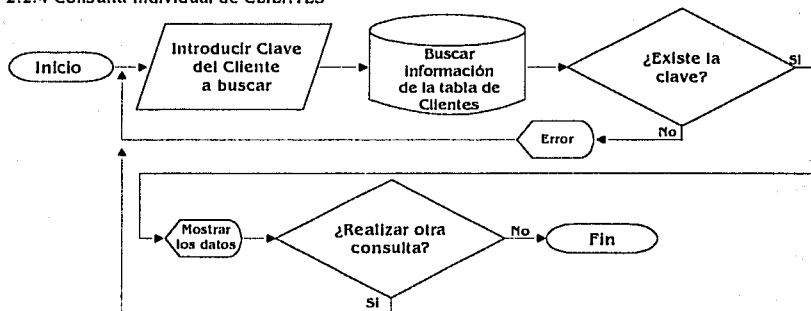 2.2.4 Consulta Individual de CLIENTES
Inicio
Introducir Clave
del Cliente
a buscar
Buscar
información
de la tabla de
Clientes
¿Existe la
clave?
Si
No
Error
Mostrar
los datos
¿Realizar otra
consulta?
No
Fin
Si